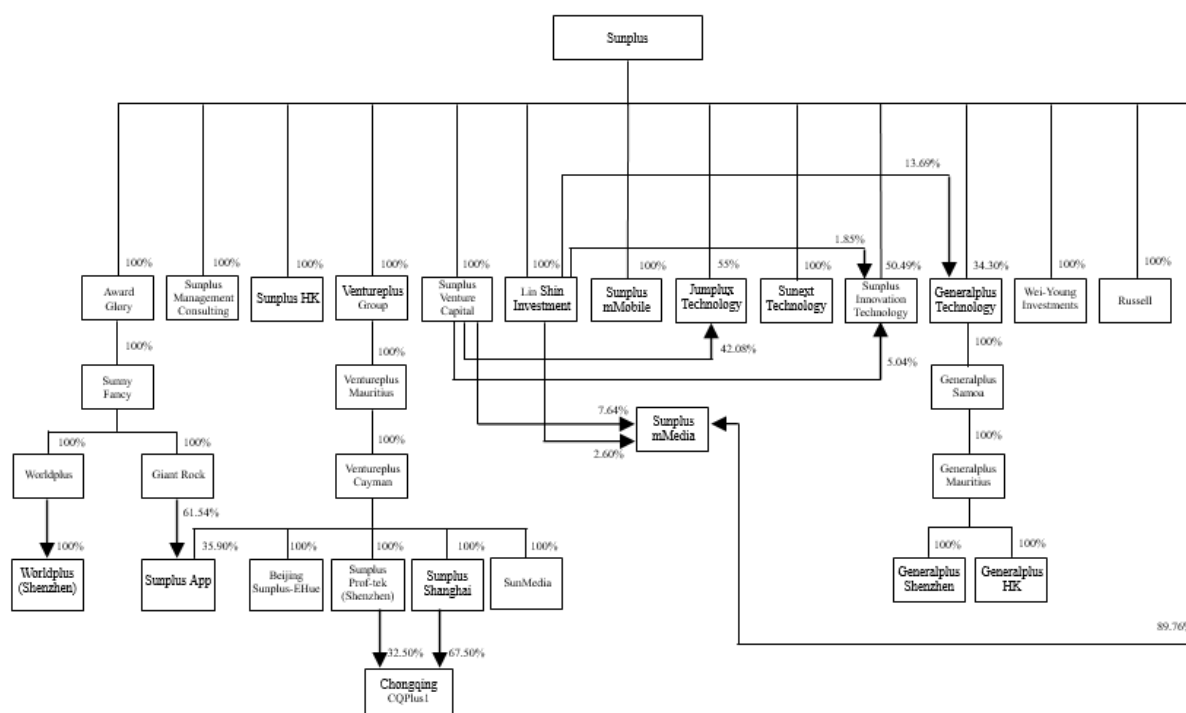 Sunplus
13.69%
1.85%
100%
100%
100%
100%
100%
100%
100%
55%
100%
50.49%
34.30%
100%
100%
Award
Glory
Sunplus
Management
Consulting
Sunplus HK
Ventureplus
Group
Sunplus
Venture
Capital
Lin Shin
Investment
Sunplus
mMobile
Jumplux
Technology
Sunext
Technology
Sunplus
Innovation
Technology
Generalplus
Technology
Wei-Young
Investments
Russell
100%
100%
42.08%
5.04%
100%
Sunny
Fancy
Ventureplus
Mauritius
Generalplus
Samoa
7.64%
Sunplus
mMedia
2.60%
100%
100%
100%
100%
Worldplus
Giant Rock
Ventureplus
Cayman
Generalplus
Mauritius
61.54%
100%
35.90%
100%
100%
100%
100%
100%
100%
Worldplus
(Shenzhen)
Sunplus App
Beijing
Sunplus-EHue
Sunplus
Prof-tek
(Shenzhen)
Sunplus
Shanghai
SunMedia
Generalplus
Shenzhen
Generalplus
HK
89.76%
32.50%
67.50%
Chongqing
CQPlus1